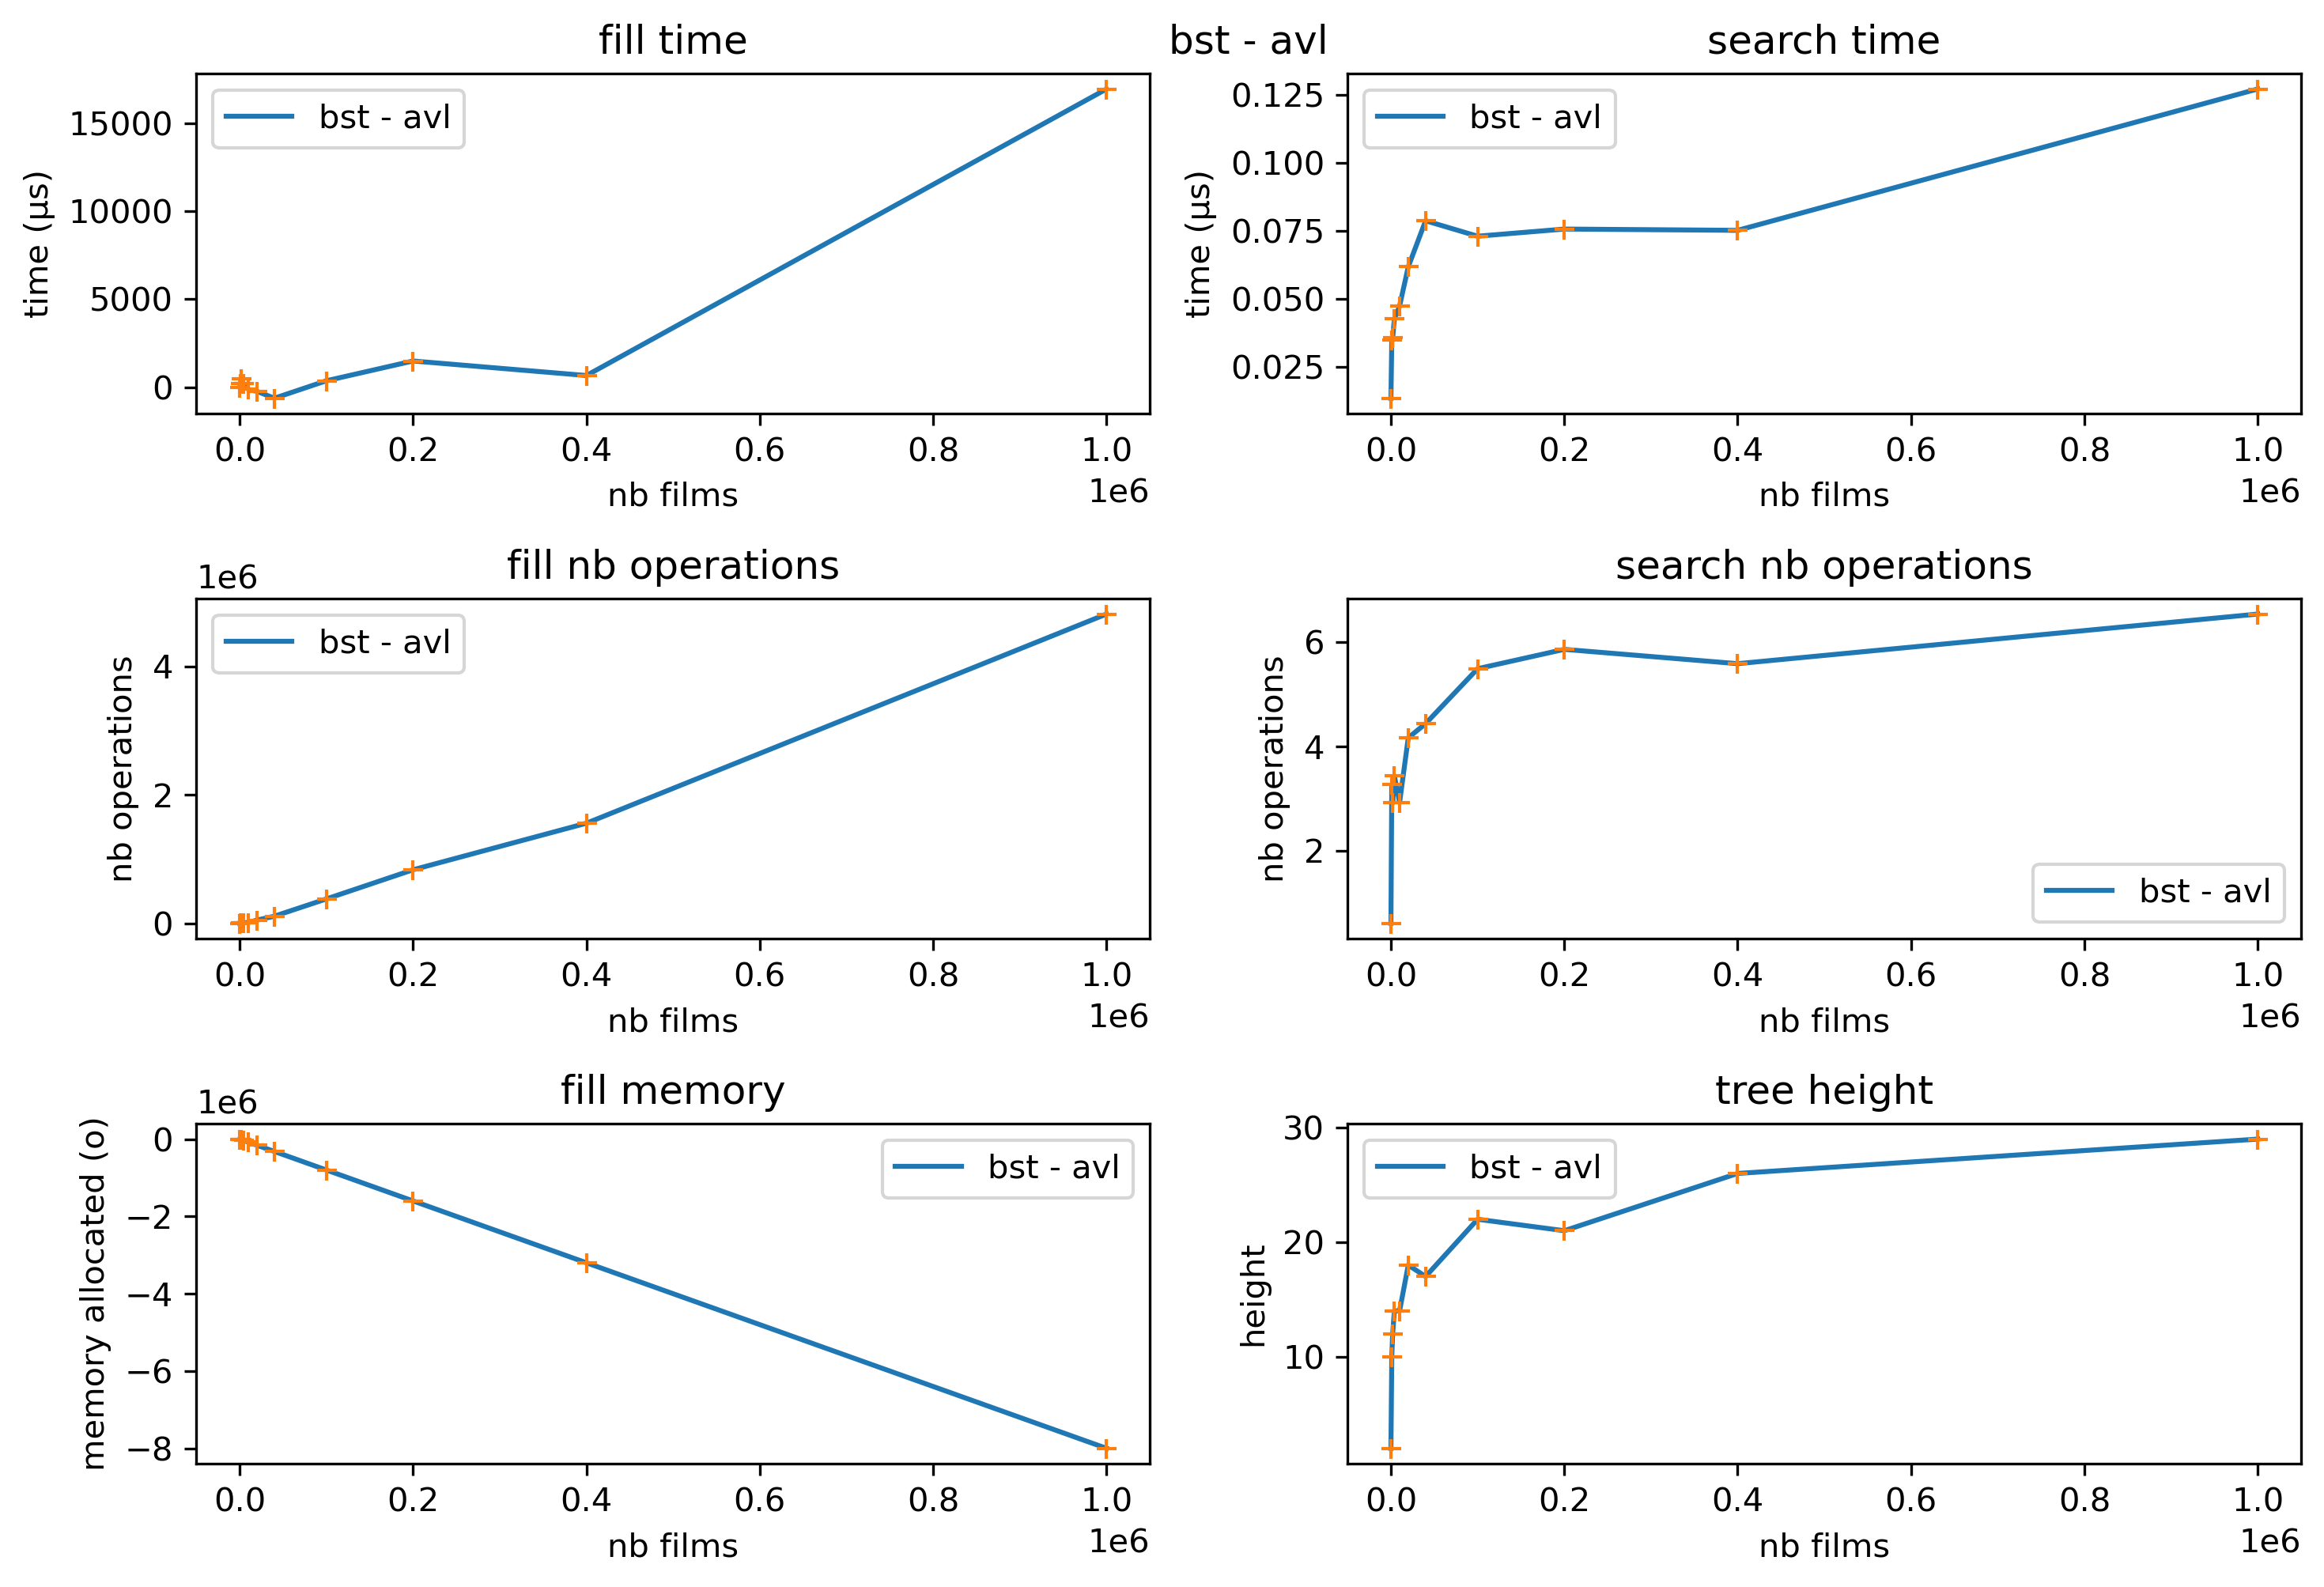 bst - avl
fill time
bst - avl
time (µs)
15000
10000
5000
0
0.0 0.2 0.4 0.6 0.8 1.0
1e6
nb films
search time
bst - avl
time (µs)
0.125
0.100
0.075
0.050
0.025
0.0 0.2 0.4 0.6 0.8 1.0
1e6
nb films
fill nb operations
1e6
bst - avl
nb operations
4
2
0
0.0 0.2 0.4 0.6 0.8 1.0
1e6
nb films
search nb operations
nb operations
6
4
2
bst - avl
0.0 0.2 0.4 0.6 0.8 1.0
1e6
nb films
fill memory
1e6
bst - avl
memory allocated (o)
0
−2
−4
−6
−8
0.0 0.2 0.4 0.6 0.8 1.0
1e6
nb films
tree height
bst - avl
height
30
20
10
0.0 0.2 0.4 0.6 0.8 1.0
1e6
nb films